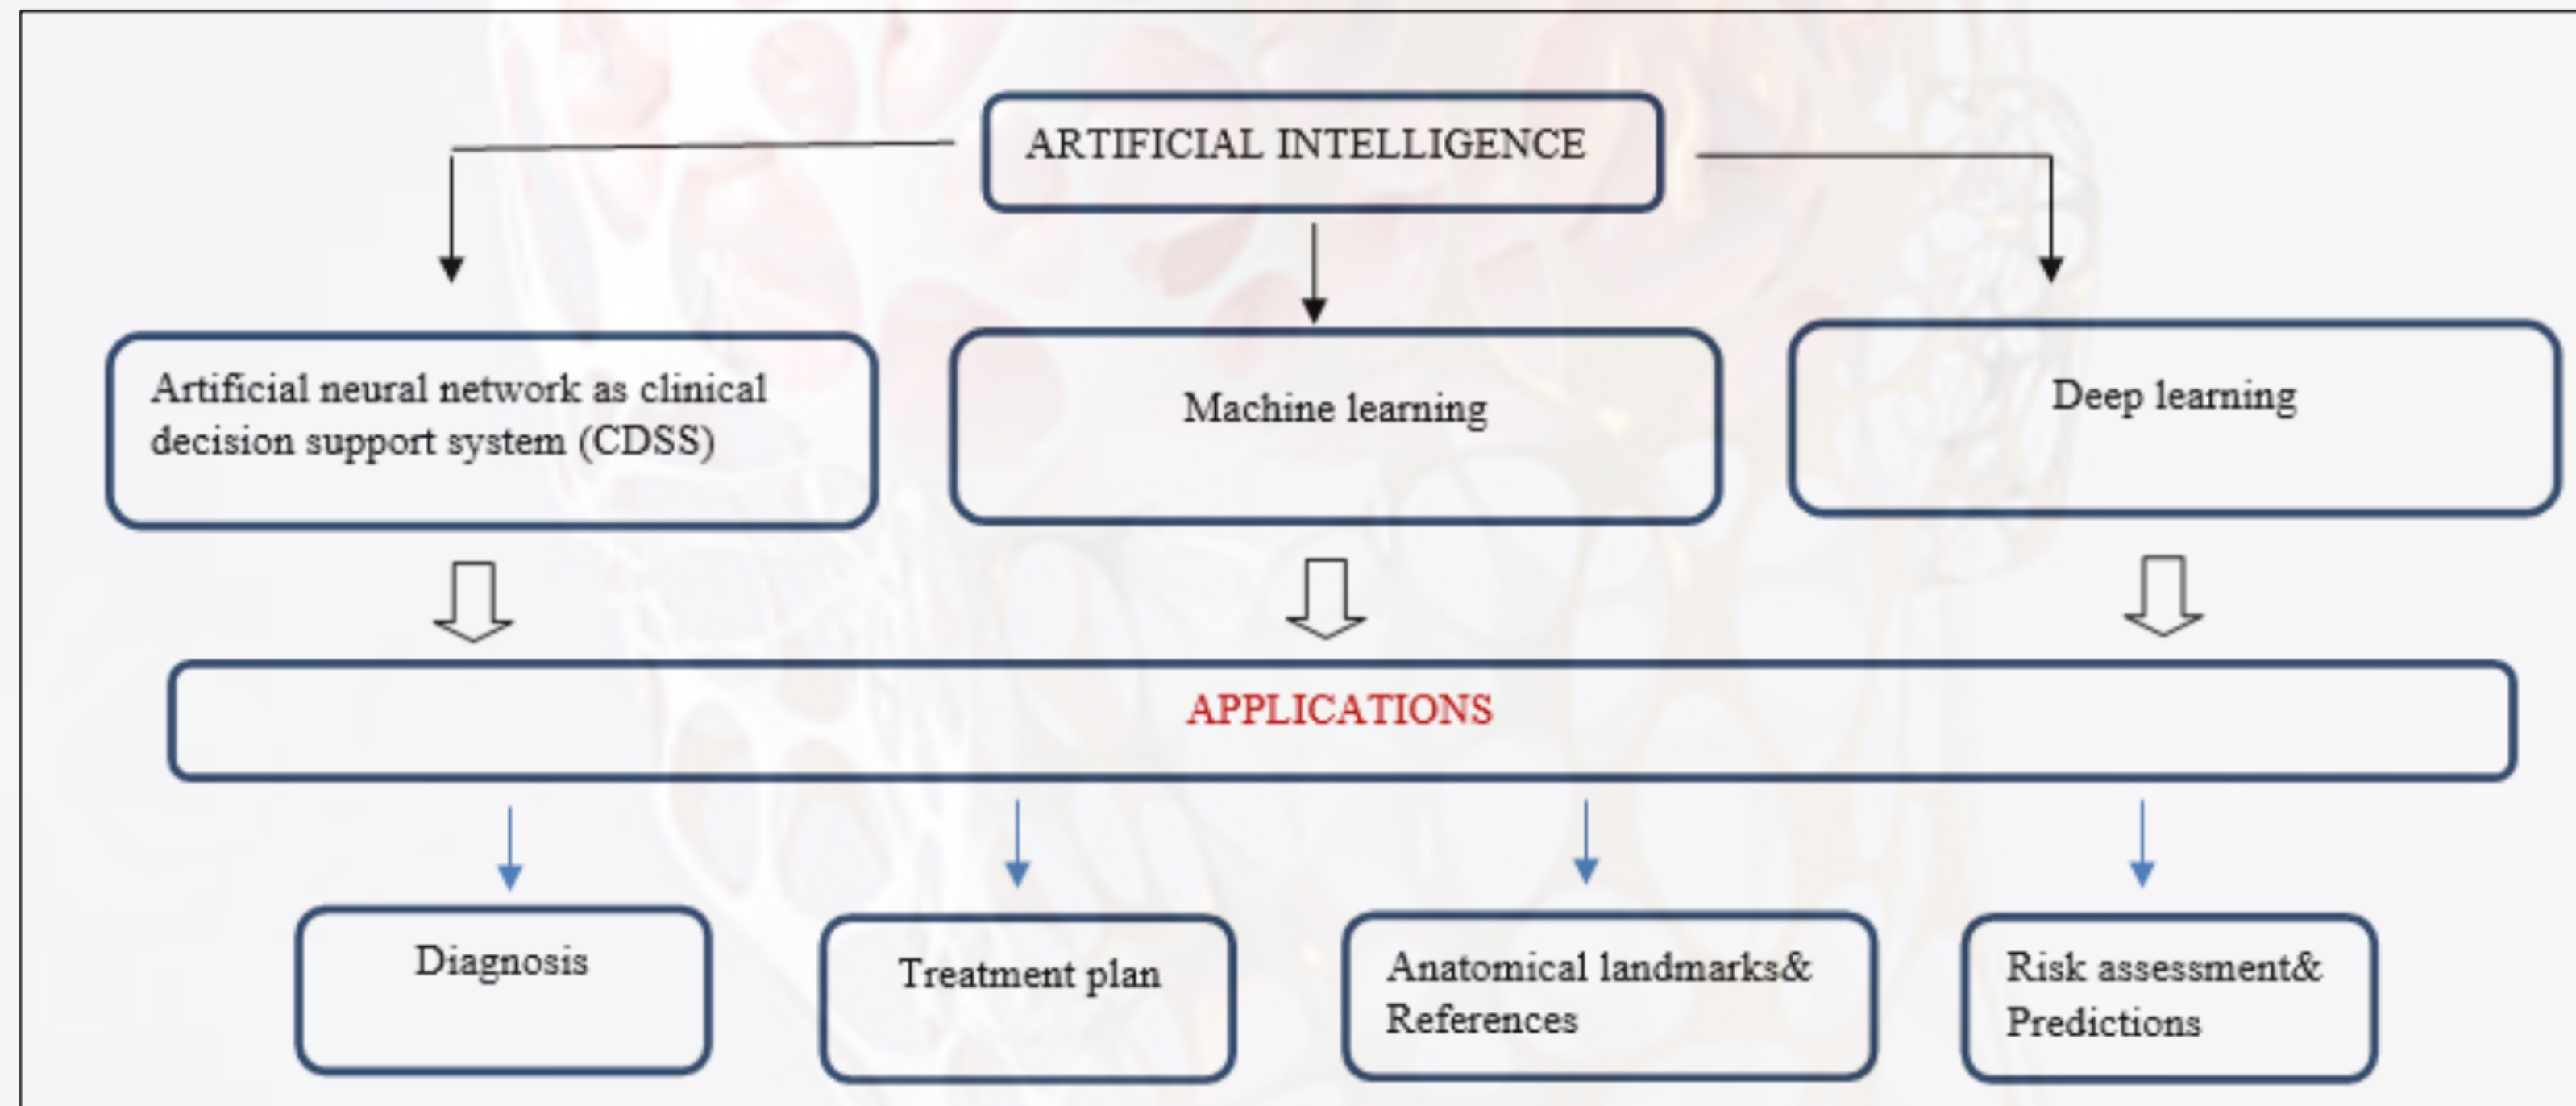 ARTIFICIAL INTELLIGENCE
Artificial neural network as clinical
decision support system (CDSS)
Machine learning
Deep learning
APPLICATIONS
Diagnosis
Treatment plan
Anatomical landmarks&
References
Risk assessment&
Predictions